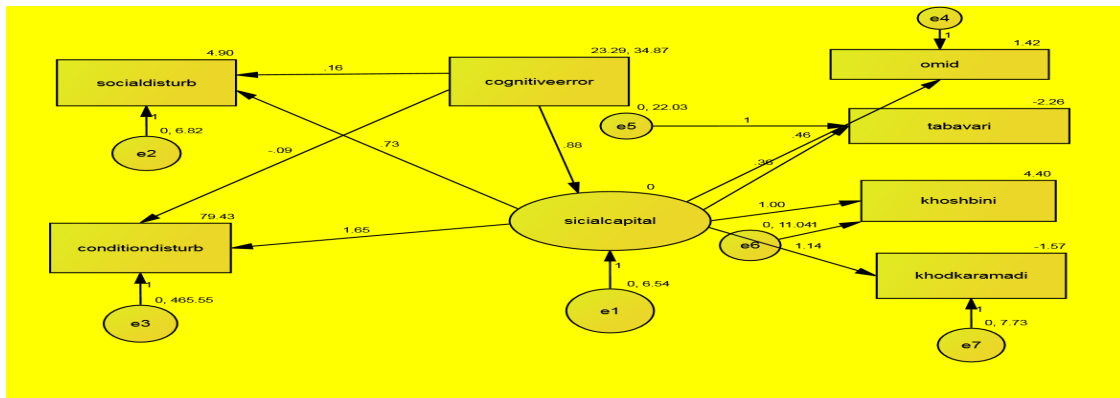 e4
1
4.90
23.29, 34.87
1.42
socialdisturb
.16
cognitiveerror
omid
0, 22.03
-2.26
1
0, 6.82
e5
1
.46
tabavari
e2
-.09
.73
.88
.36
0
4.40
79.43
sicialcapital
1.00
khoshbini
conditiondisturb
1.65
0, 11.041
e6
1.14
-1.57
1
1
khodkaramadi
0, 465.55
0, 6.54
1
e3
e1
0, 7.73
e7